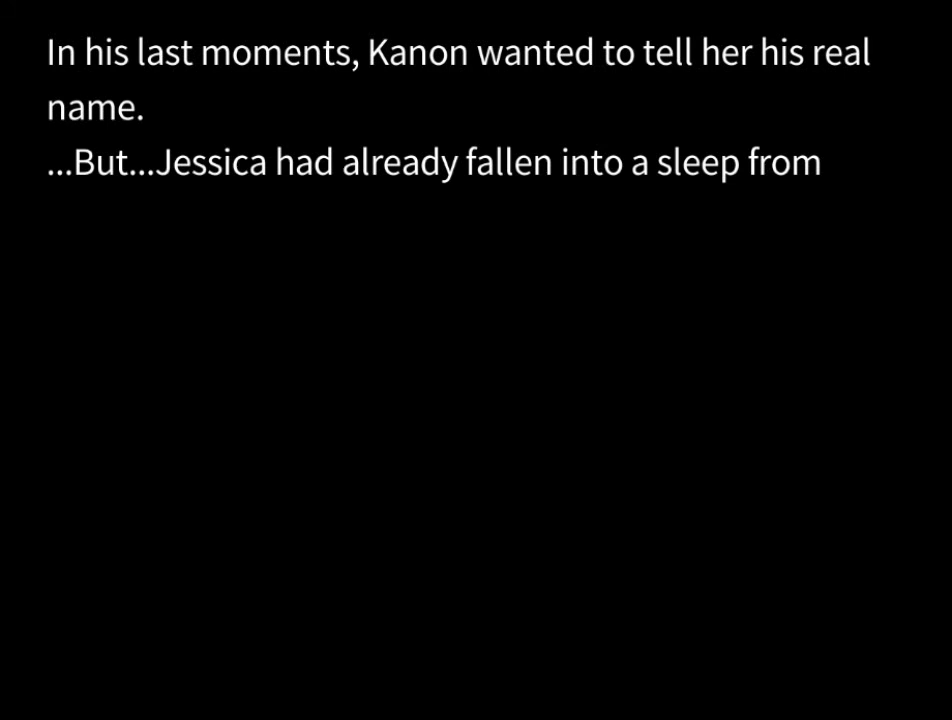 In his last moments, Kanon wanted to tell her his real
name.
...But...Jessica had already fallen into a sleep from